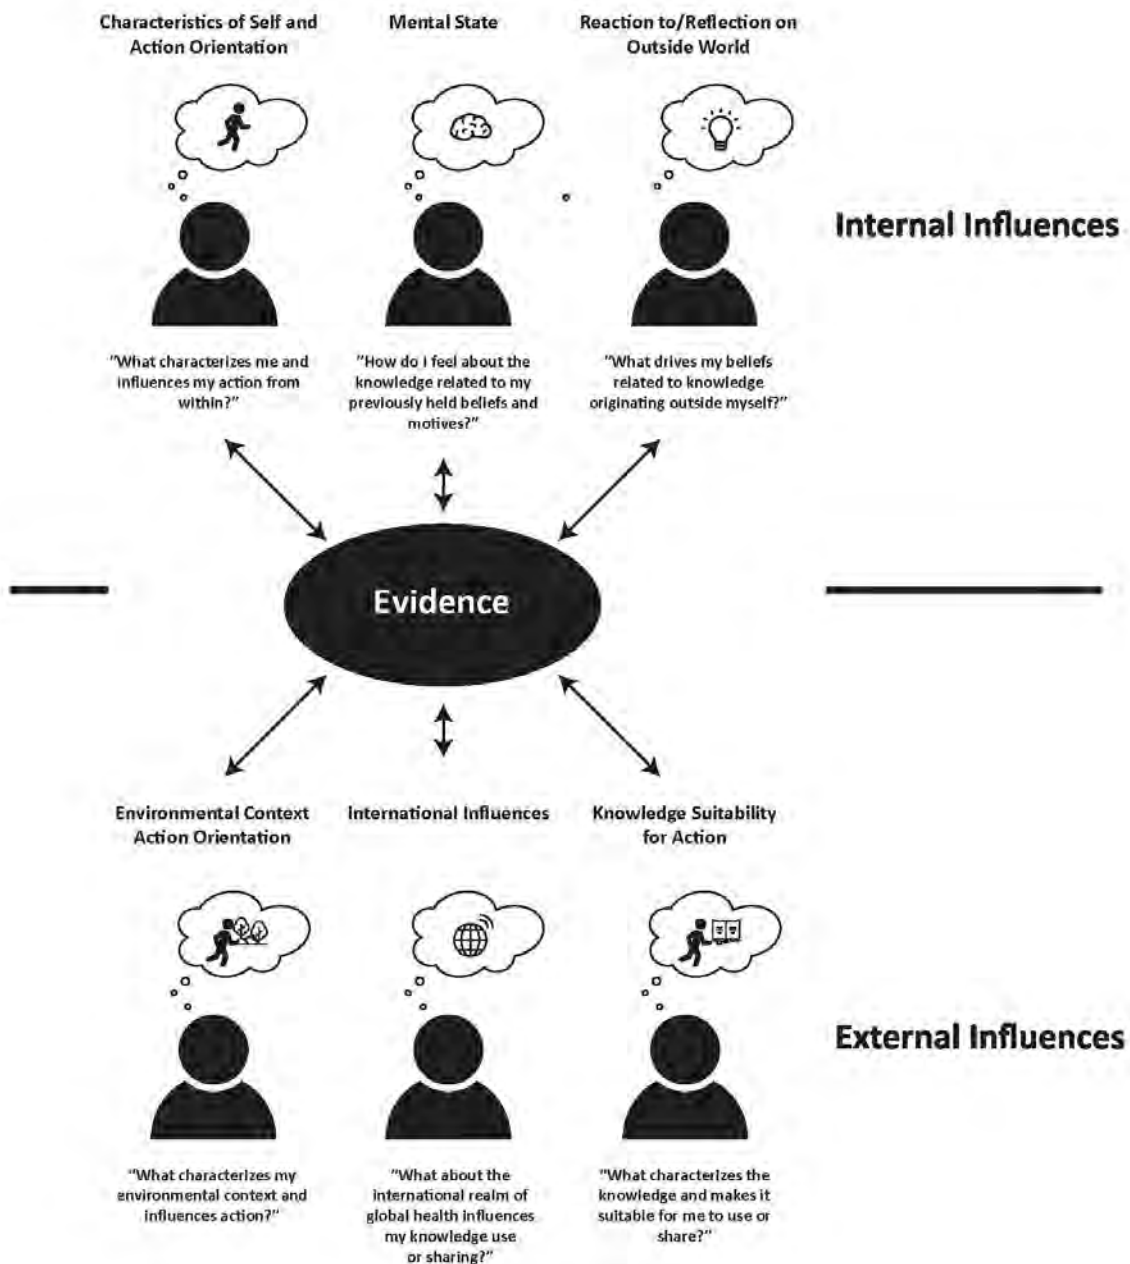 Characteristics of Self and
Action Orientation
Mental State
Reaction to/Reflection on
Outside World
Internal Influences
"What characterizes me and
influences my action from
within?"
"How do I feel about the
knowledge related to my
previously held beliefs and
motives?"
"What drives my beliefs
related to knowledge
originating outside myself?"
Evidence
Environmental Context
Action Orientation
International Influences
Knowledge Suitability
for Action
External Influences
"What characterizes my
environmental context and
influences action?"
"What about the
international realm of
global health influences
my knowledge use
or sharing?"
"What characterizes the
knowledge and makes it
suitable for me to use or
share?"